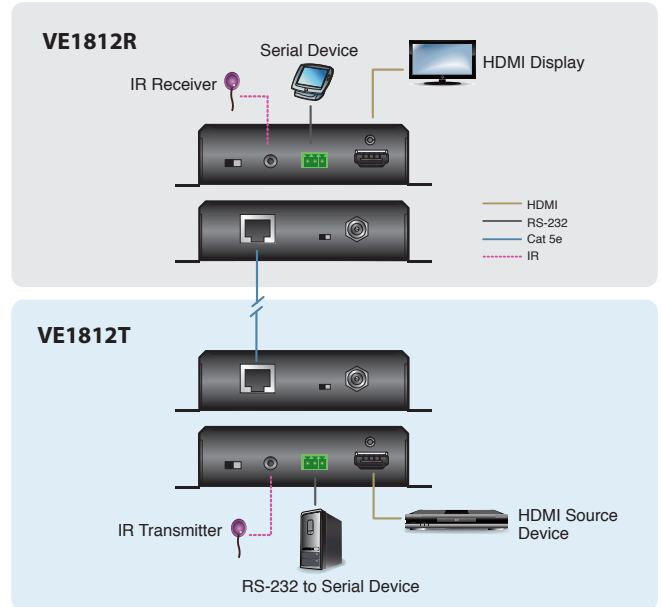 VE1812R
Serial Device
IR Receiver
HDMI Display
HDMI
RS-232
Cat 5e
IR
VE1812T
IR Transmitter
HDMI Source
Device
RS-232 to Serial Device